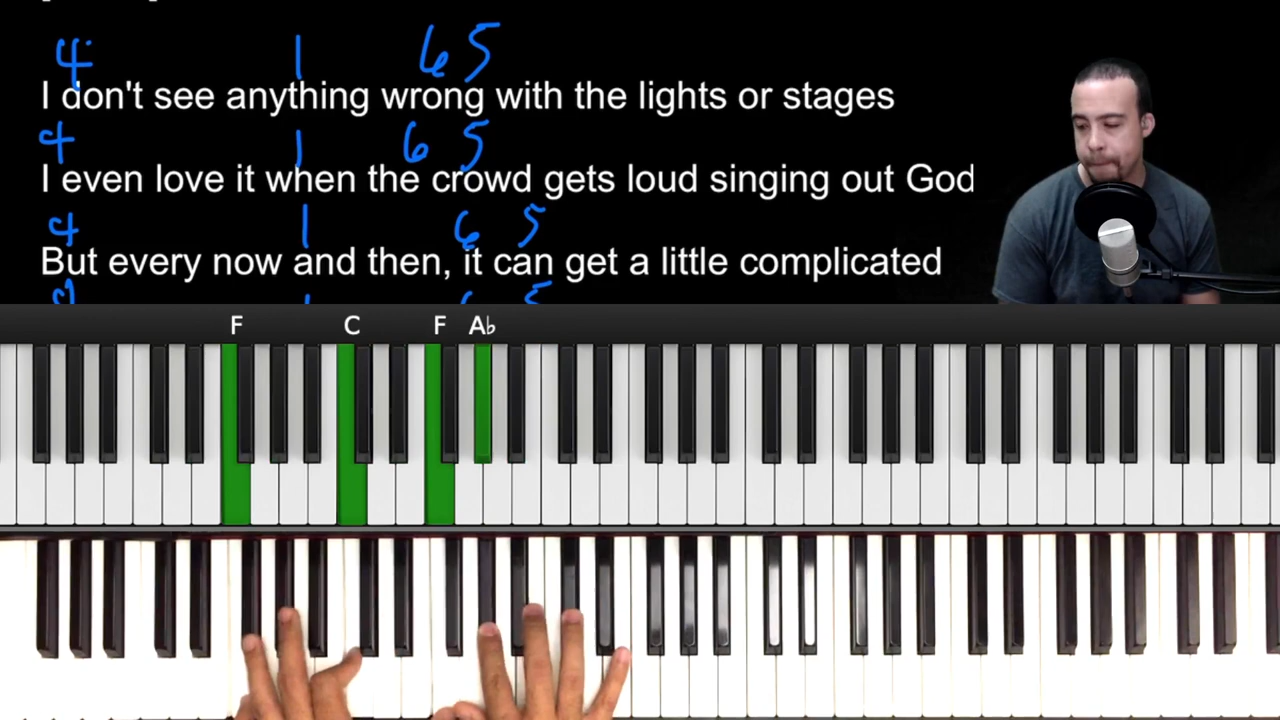 4 1 6 5
I don't see anything wrong with the lights or stages
4 1 6 5
I even love it when the crowd gets loud singing out God
4 1 6 5
But every now and then, it can get a little complicated
F C F A♭